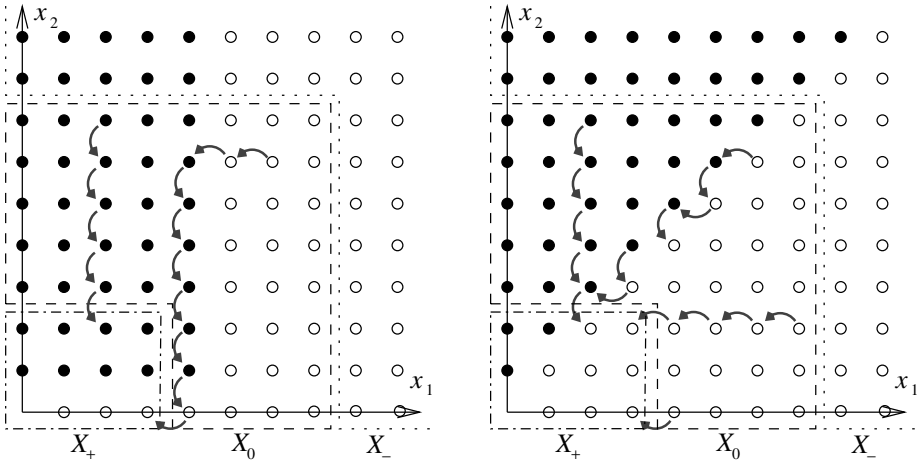 x₂ x₂
x₁ x₁
X₊ X₀ X₋ X₊ X₀ X₋